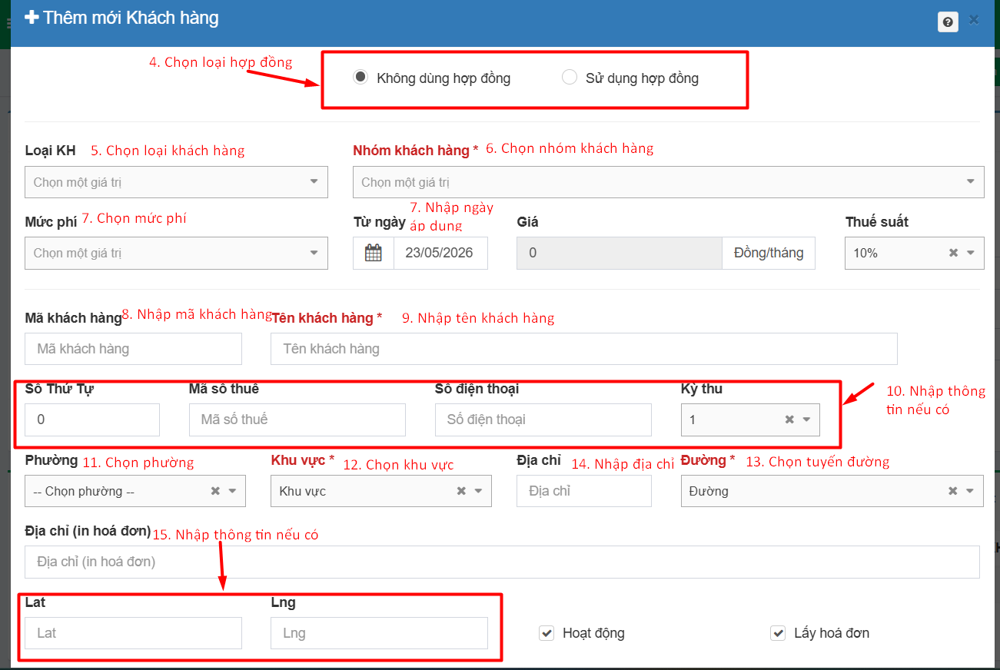 Thêm mới Khách hàng
4. Chọn loại hợp đồng
Không dùng hợp đồng Sử dụng hợp đồng
Loại KH 5. Chọn loại khách hàng Nhóm khách hàng * 6. Chọn nhóm khách hàng
Chọn một giá trị Chọn một giá trị
Mức phí 7. Chọn mức phí Từ ngày 7. Nhập ngày áp dụng Giá Thuế suất
Chọn một giá trị 23/05/2026 0 Đồng/tháng 10%
Mã khách hàng 8. Nhập mã khách hàng Tên khách hàng * 9. Nhập tên khách hàng
Mã khách hàng Tên khách hàng
Số Thứ Tự Mã số thuế Số điện thoại Kỳ thu 10. Nhập thông tin nếu có
0 Mã số thuế Số điện thoại 1
Phường 11. Chọn phường Khu vực * 12. Chọn khu vực Địa chỉ 14. Nhập địa chỉ Đường * 13. Chọn tuyến đường
-- Chọn phường -- Khu vực Địa chỉ Đường
Địa chỉ (in hoá đơn) 15. Nhập thông tin nếu có
Địa chỉ (in hoá đơn)
Lat Lng
Lat Lng Hoạt động Lấy hoá đơn